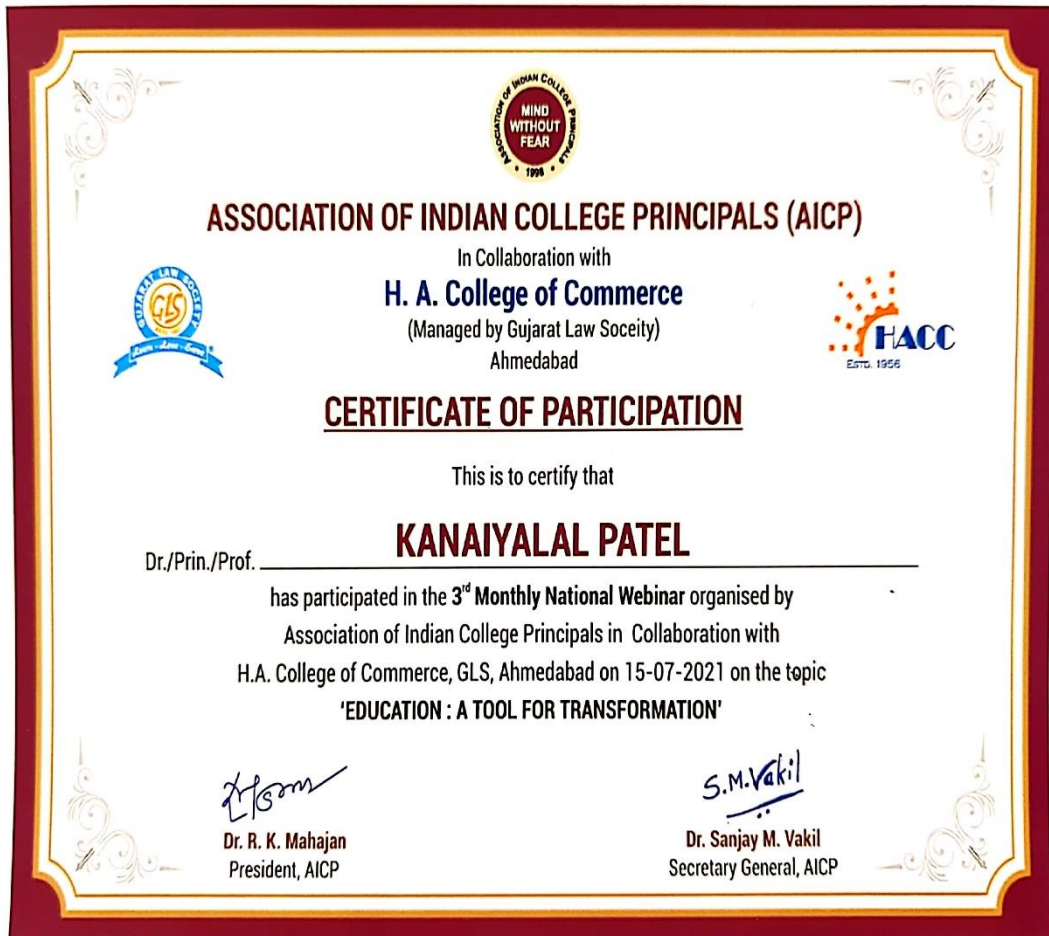 ASSOCIATION OF INDIAN COLLEGE PRINCIPALS
MIND
WITHOUT
FEAR
1998
ASSOCIATION OF INDIAN COLLEGE PRINCIPALS (AICP)
In Collaboration with
H. A. College of Commerce
(Managed by Gujarat Law Soceity)
Ahmedabad
GUJARAT LAW SOCIETY
GLS
HACC
ESTD. 1956
CERTIFICATE OF PARTICIPATION
This is to certify that
Dr./Prin./Prof. KANAIYALAL PATEL
has participated in the 3rd Monthly National Webinar organised by
Association of Indian College Principals in Collaboration with
H.A. College of Commerce, GLS, Ahmedabad on 15-07-2021 on the topic
'EDUCATION : A TOOL FOR TRANSFORMATION'
S.M.Vakil
Dr. R. K. Mahajan
President, AICP
Dr. Sanjay M. Vakil
Secretary General, AICP